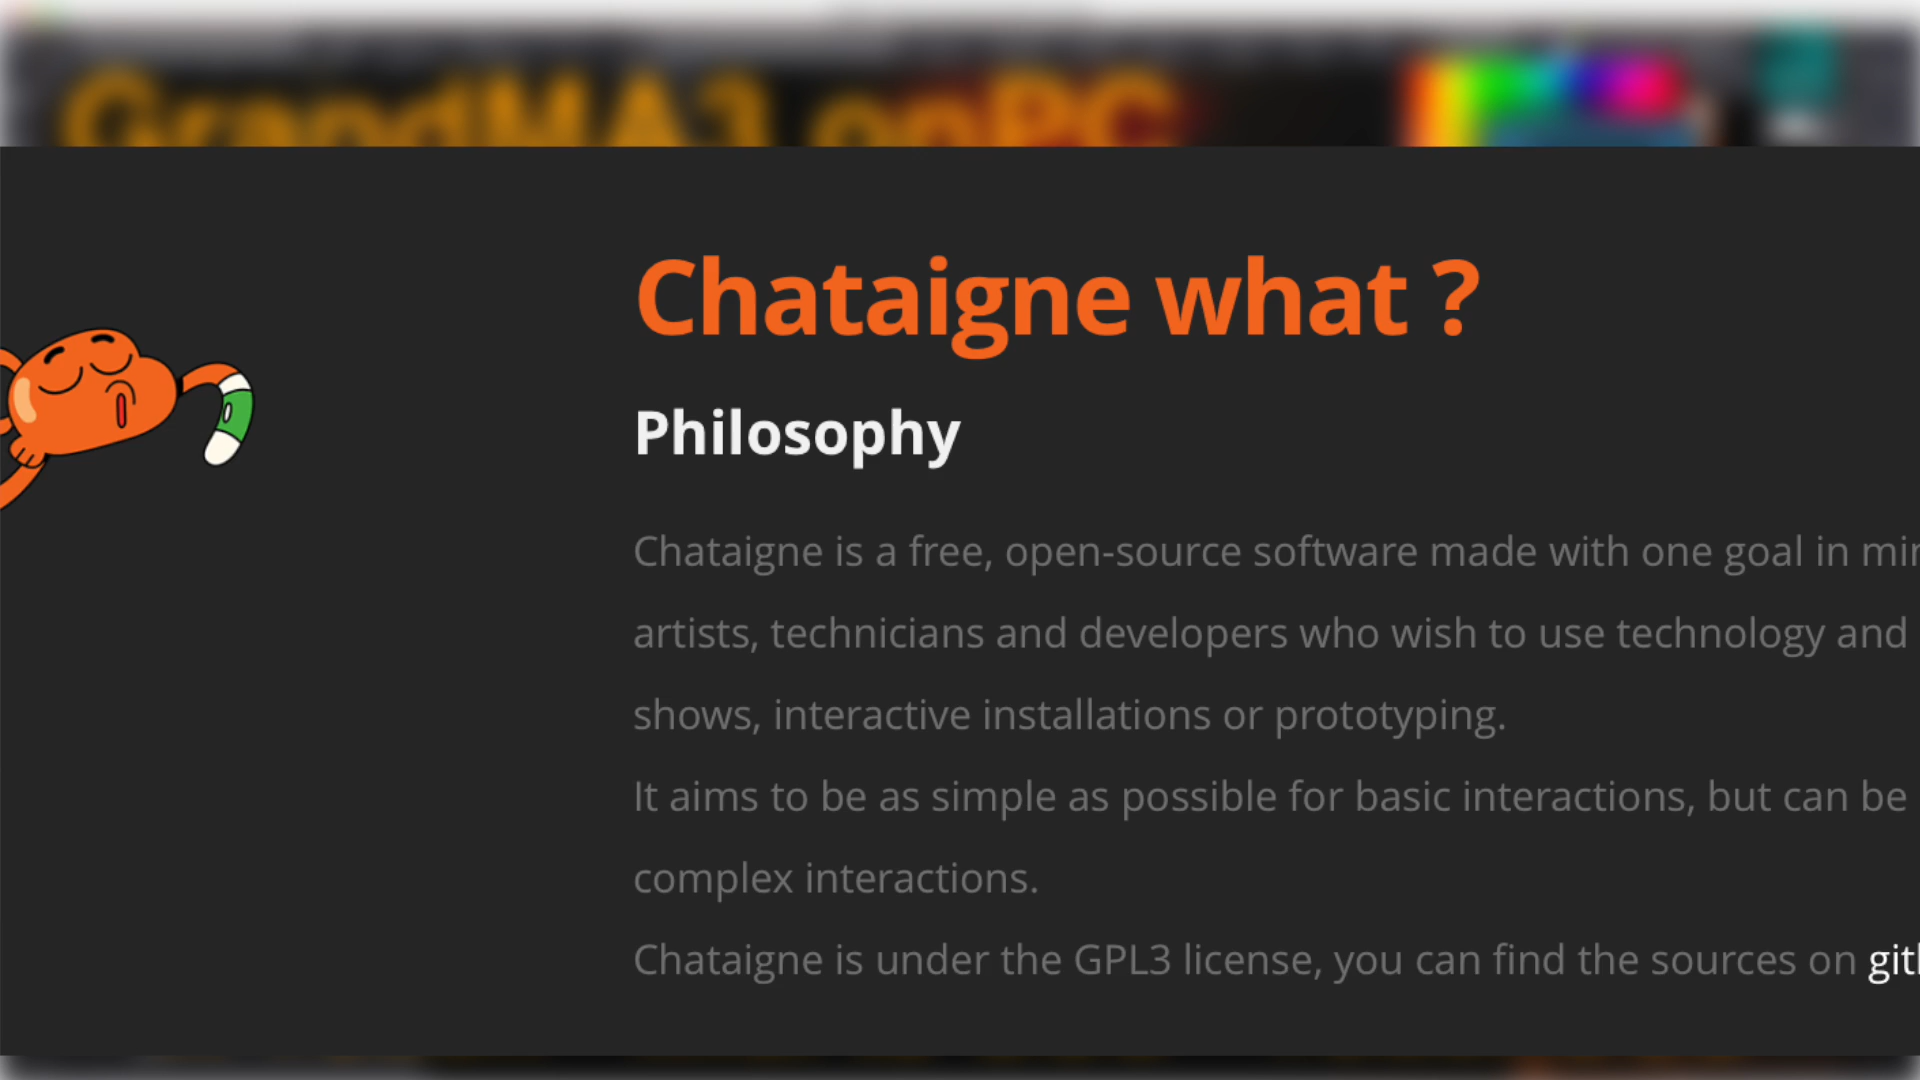 GrandMA3 onPC
Chataigne what ?
Philosophy
Chataigne is a free, open-source software made with one goal in
artists, technicians and developers who wish to use technology and
shows, interactive installations or prototyping.
It aims to be as simple as possible for basic interactions, but can be
complex interactions.
Chataigne is under the GPL3 license, you can find the sources on